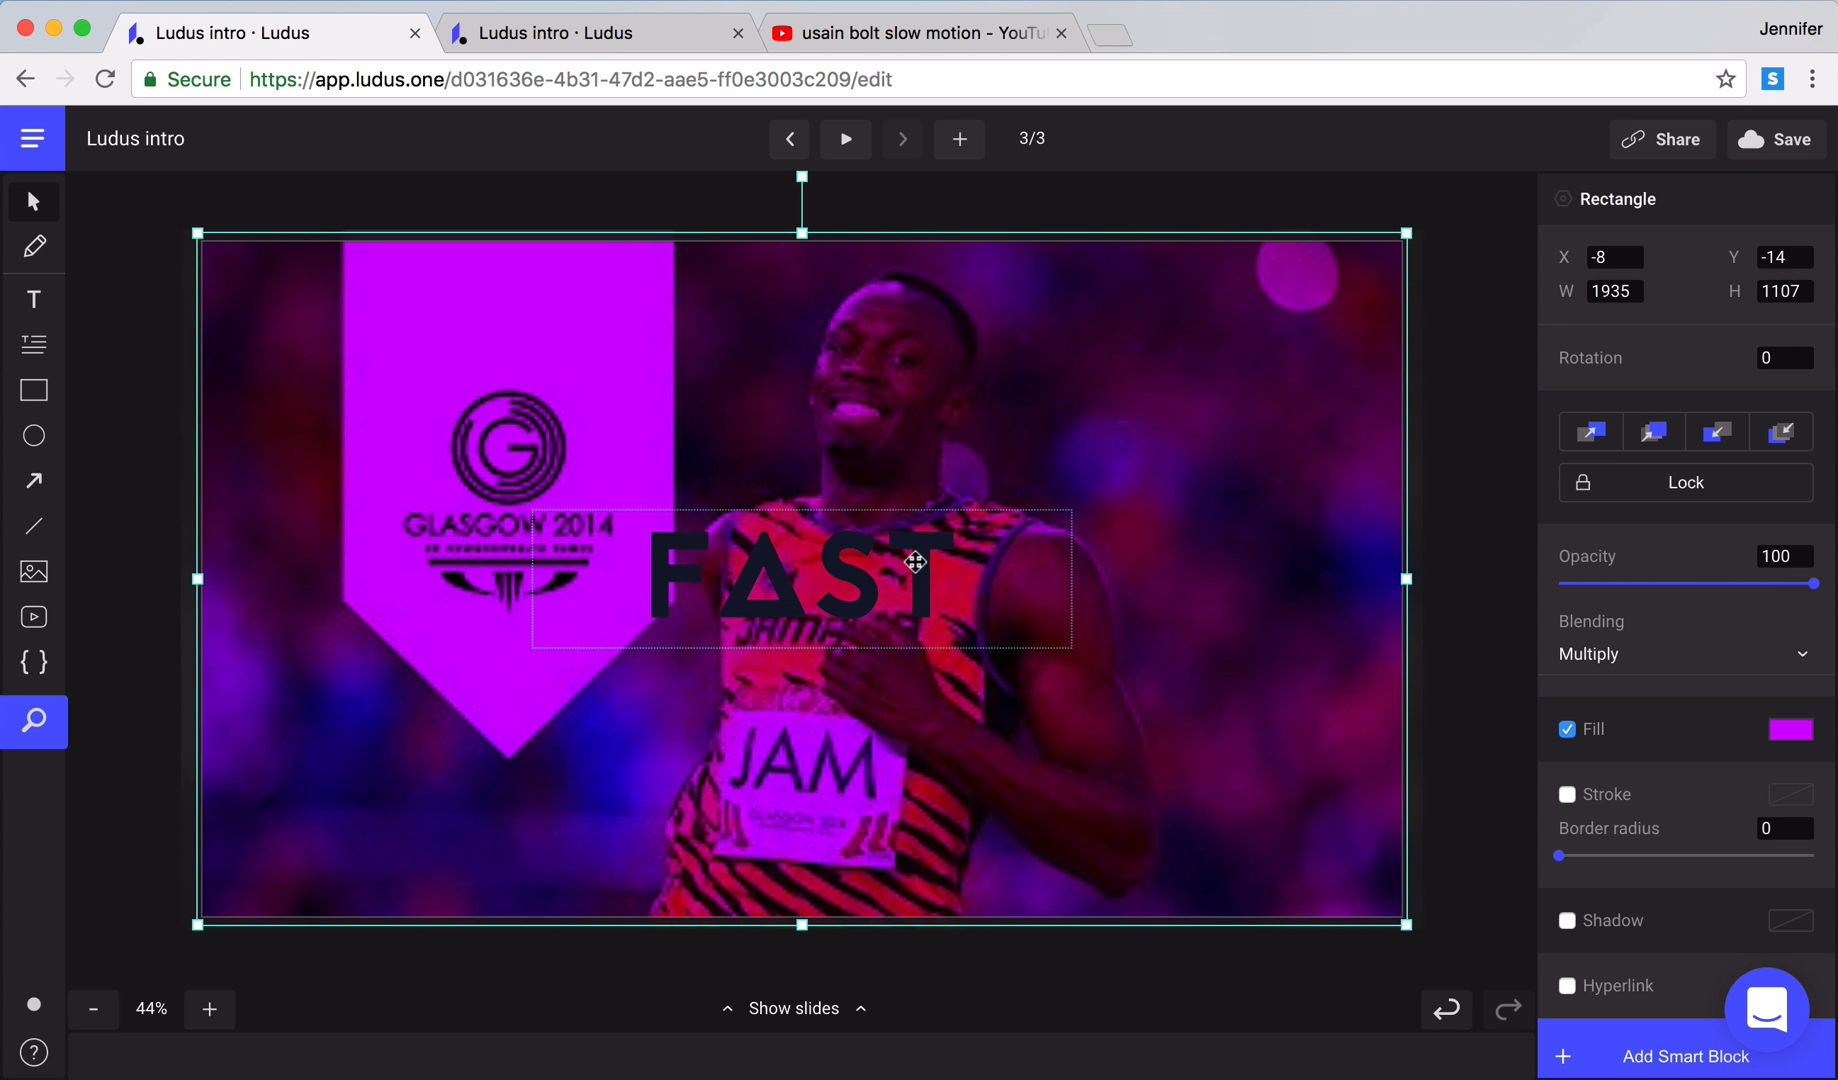 Ludus intro · Ludus
Ludus intro · Ludus
usain bolt slow motion - YouTu
Jennifer
Secure
https://app.ludus.one/d031636e-4b31-47d2-aae5-ff0e3003c209/edit
S
Ludus intro
3/3
Share
Save
T
Rectangle
X -8
Y -14
W 1935
H 1107
Rotation 0
Lock
Opacity 100
Blending
Multiply
Fill
Stroke
Border radius 0
Shadow
Hyperlink
Add Smart Block
G
GLASGOW 2014
FAST
JAMA
JAM
- 44% +
Show slides
?